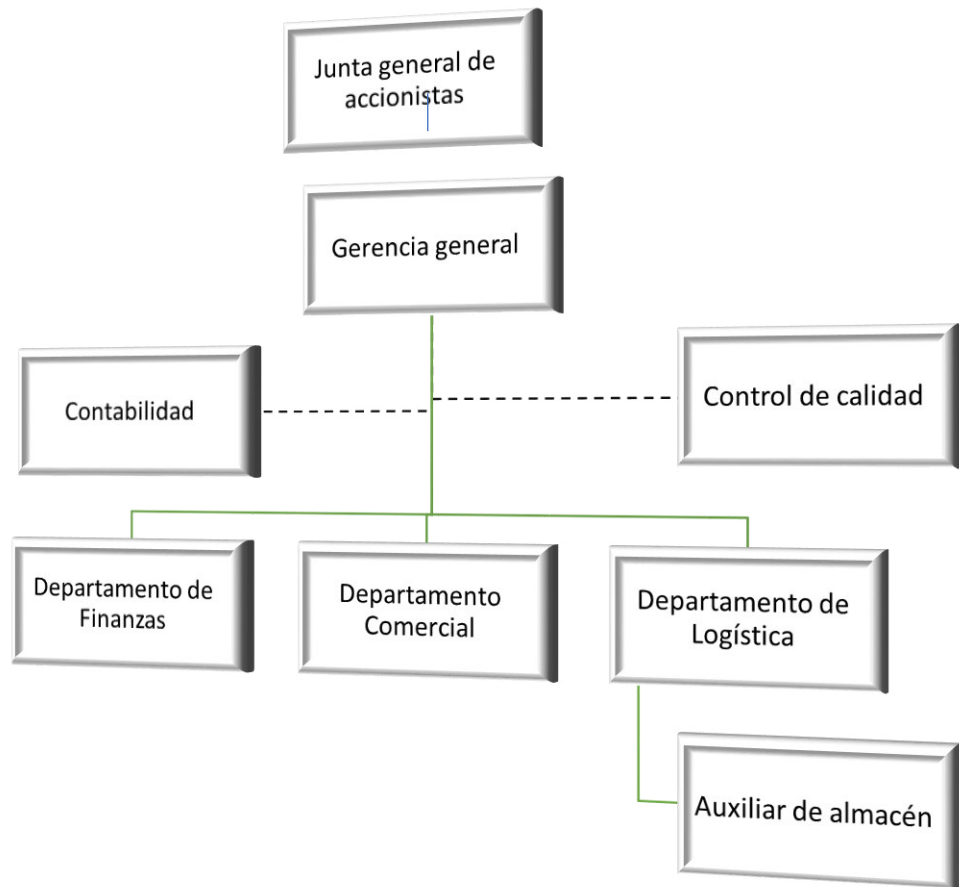 Junta general de
accionistas
Gerencia general
Contabilidad
Control de calidad
Departamento de
Finanzas
Departamento
Comercial
Departamento de
Logística
Auxiliar de almacén